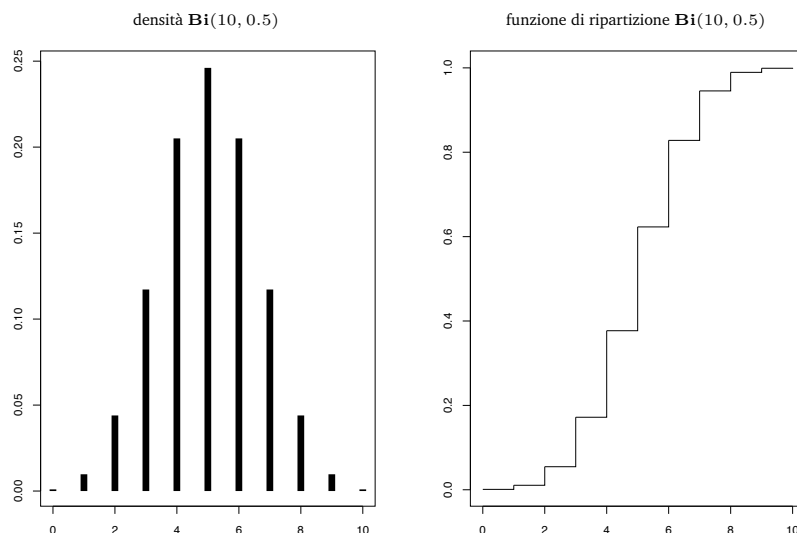 densità Bi(10, 0.5)
0.00 0.05 0.10 0.15 0.20 0.25
0 2 4 6 8 10
funzione di ripartizione Bi(10, 0.5)
0.0 0.2 0.4 0.6 0.8 1.0
0 2 4 6 8 10